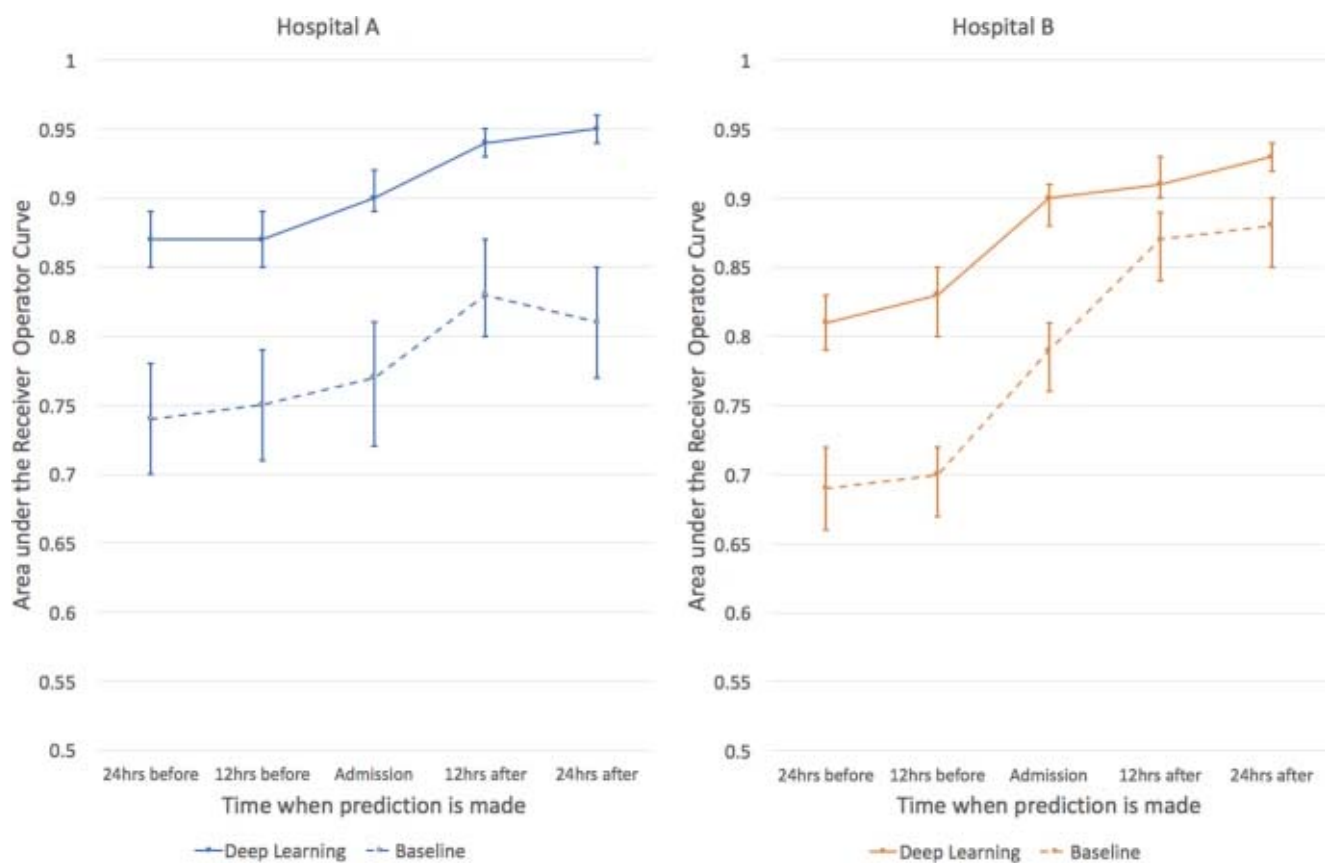 Hospital A
Area under the Receiver Operator Curve
1
0.95
0.9
0.85
0.8
0.75
0.7
0.65
0.6
0.55
0.5
24hrs before 12hrs before Admission 12hrs after 24hrs after
Time when prediction is made
Deep Learning Baseline
Hospital B
Area under the Receiver Operator Curve
1
0.95
0.9
0.85
0.8
0.75
0.7
0.65
0.6
0.55
0.5
24hrs before 12hrs before Admission 12hrs after 24hrs after
Time when prediction is made
Deep Learning Baseline